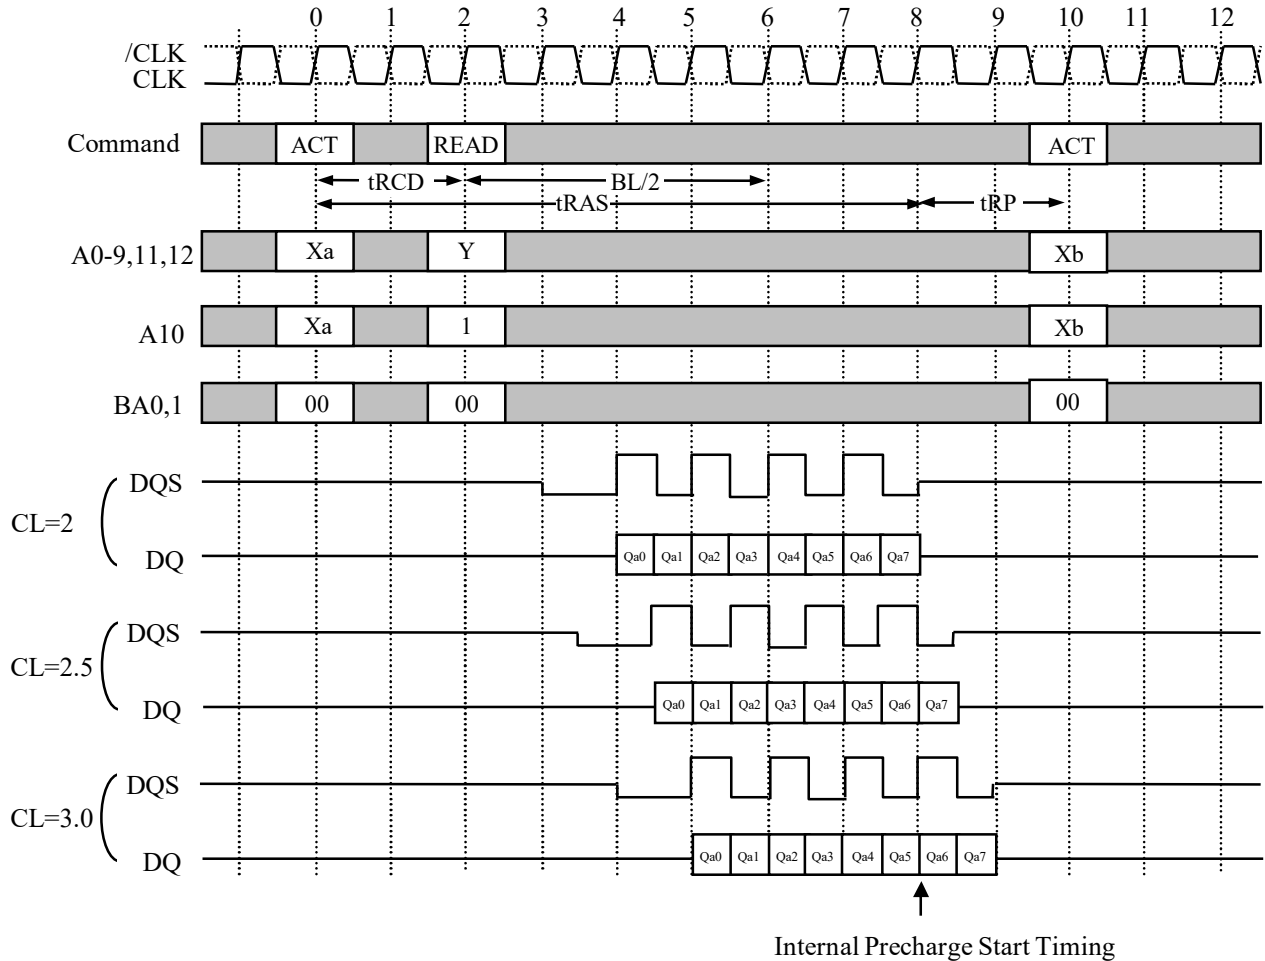 0 1 2 3 4 5 6 7 8 9 10 11 12
/CLK
CLK
Command ACT READ ACT
tRCD BL/2
tRAS tRP
A0-9,11,12 Xa Y Xb
A10 Xa 1 Xb
BA0,1 00 00 00
DQS
CL=2
DQ Qa0 Qa1 Qa2 Qa3 Qa4 Qa5 Qa6 Qa7
DQS
CL=2.5
DQ Qa0 Qa1 Qa2 Qa3 Qa4 Qa5 Qa6 Qa7
DQS
CL=3.0
DQ Qa0 Qa1 Qa2 Qa3 Qa4 Qa5 Qa6 Qa7
Internal Precharge Start Timing